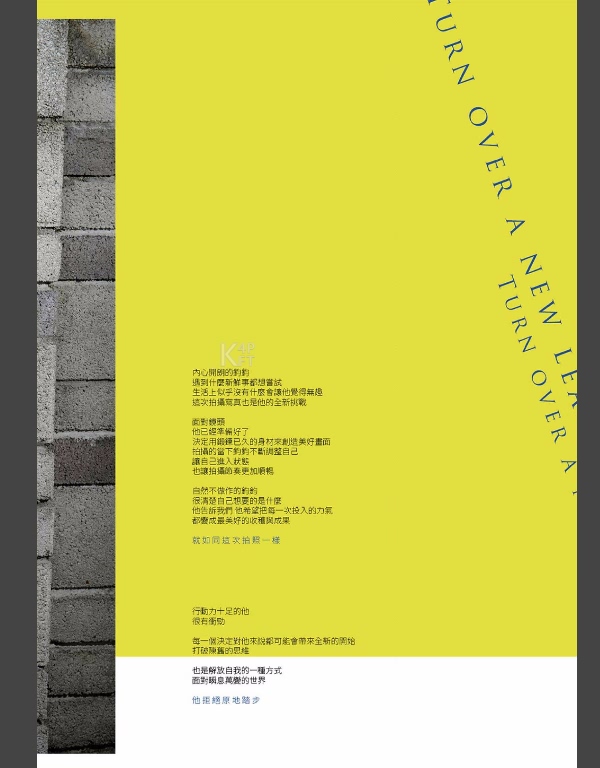 TURN OVER A NEW LEA
TURN OVER A
內心開朗的鈞鈞
遇到什麼新鮮事都想嘗試
生活上似乎沒有什麼會讓他覺得無趣
這次拍攝寫真也是他的全新挑戰
面對鏡頭
他已經準備好了
決定用鍛鍊已久的身材來創造美好畫面
拍攝的當下鈞鈞不斷調整自己
讓自己進入狀態
也讓拍攝節奏更加順暢
自然不做作的鈞鈞
很清楚自己想要的是什麼
他告訴我們 他希望把每一次投入的力氣
都變成最美好的收穫與成果
就如同這次拍照一樣
行動力十足的他
很有衝勁
每一個決定對他來說都可能會帶來全新的開始
打破陳舊的思維
也是解放自我的一種方式
面對瞬息萬變的世界
他拒絕原地踏步